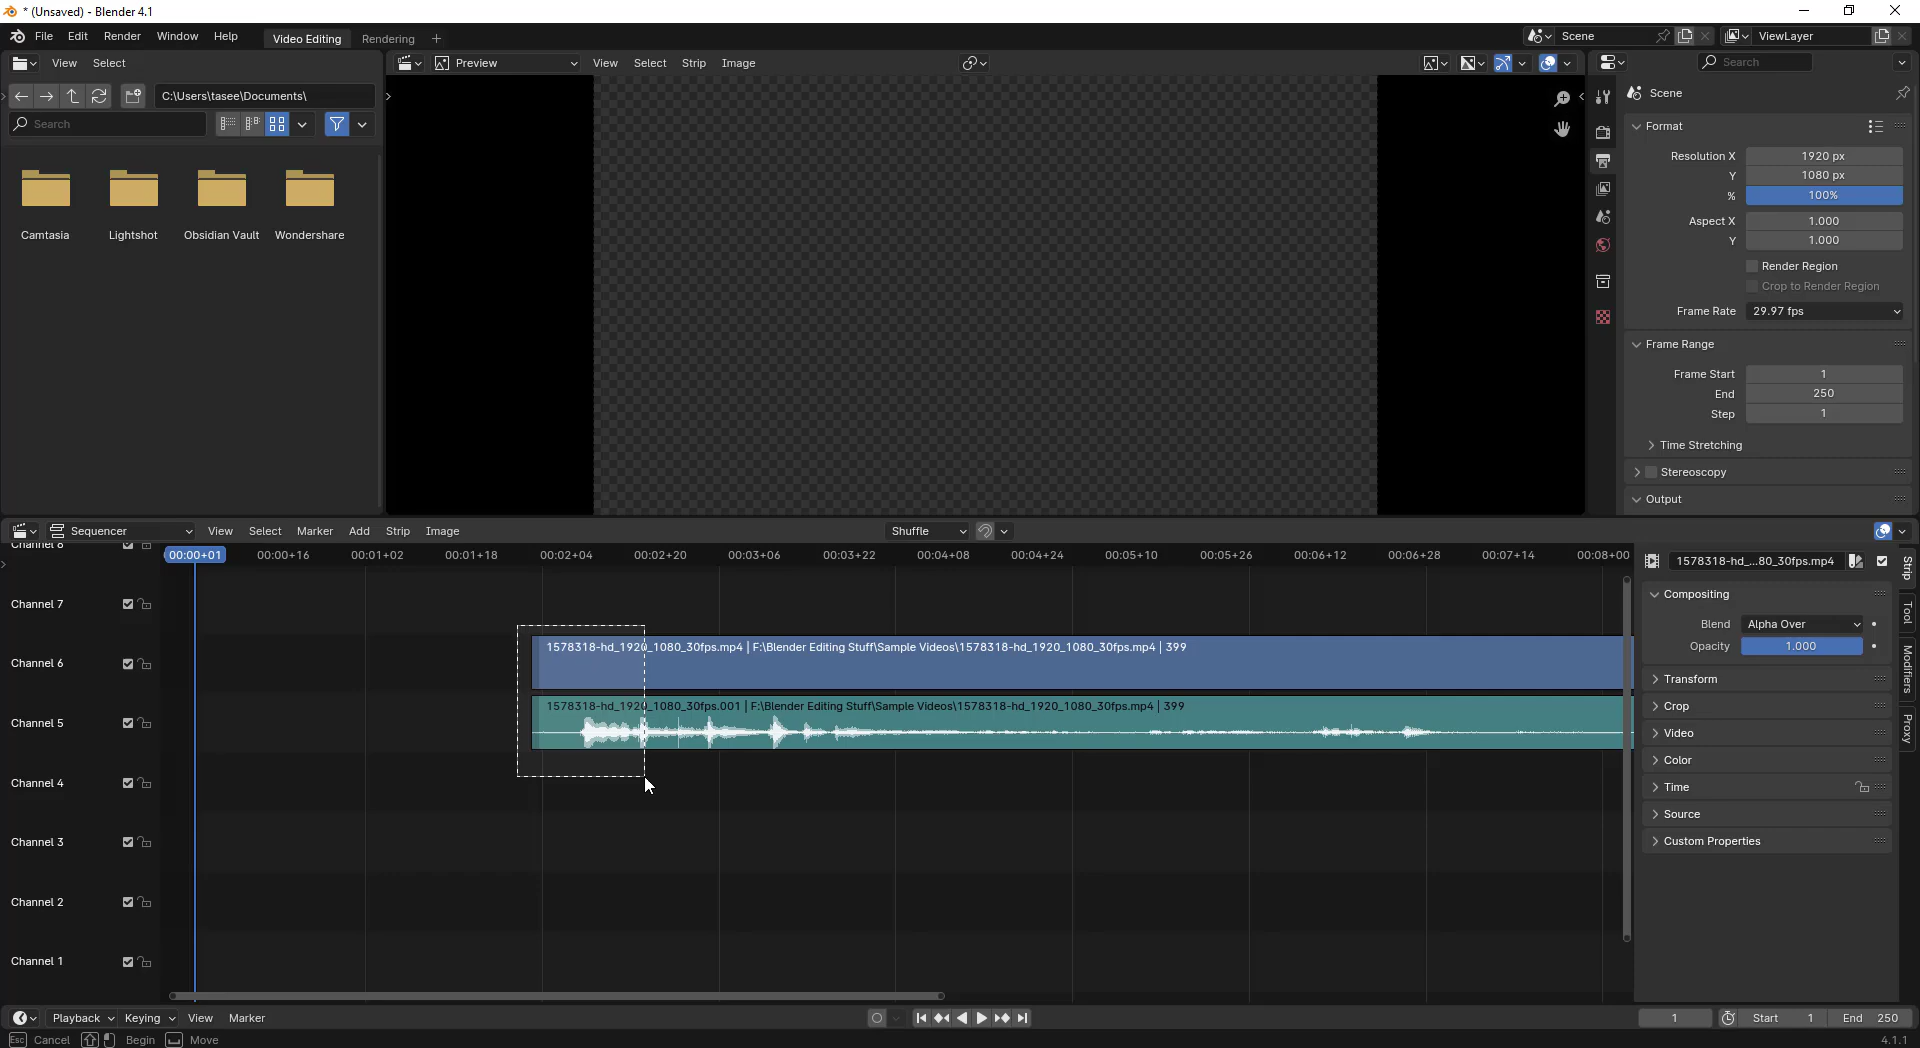 * (Unsaved) - Blender 4.1
File Edit Render Window Help Video Editing Rendering + Scene ViewLayer
View Select Preview View Select Strip Image Search
C:\Users\tasee\Documents\
Search
Camtasia Lightshot Obsidian Vault Wondershare
Scene
Format
Resolution X 1920 px
Y 1080 px
% 100%
Aspect X 1.000
Y 1.000
Render Region
Crop to Render Region
Frame Rate 29.97 fps
Frame Range
Frame Start 1
End 250
Step 1
Time Stretching
Stereoscopy
Output
Sequencer View Select Marker Add Strip Image Shuffle
Channel 8
00:00+01 00:00+16 00:01+02 00:01+18 00:02+04 00:02+20 00:03+06 00:03+22 00:04+08 00:04+24 00:05+10 00:05+26 00:06+12 00:06+28 00:07+14 00:08+00
Channel 7
Channel 6
1578318-hd_1920_1080_30fps.mp4 | F:\Blender Editing Stuff\Sample Videos\1578318-hd_1920_1080_30fps.mp4 | 399
Channel 5
1578318-hd_1920_1080_30fps.001 | F:\Blender Editing Stuff\Sample Videos\1578318-hd_1920_1080_30fps.mp4 | 399
Channel 4
Channel 3
Channel 2
Channel 1
1578318-hd_...80_30fps.mp4
Compositing
Blend Alpha Over
Opacity 1.000
Transform
Crop
Video
Color
Time
Source
Custom Properties
Strip
Tool
Modifiers
Proxy
Playback Keying View Marker 1 Start 1 End 250
Esc Cancel Begin Move 4.1.1